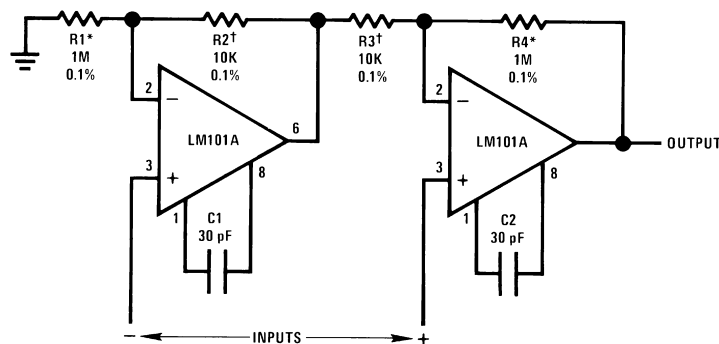 R1*
1M
0.1%
R2†
10K
0.1%
R3†
10K
0.1%
R4*
1M
0.1%
2
−
LM101A
6
3
+
8
1
C1
30 pF
2
−
LM101A
OUTPUT
3
+
8
1
C2
30 pF
− INPUTS +